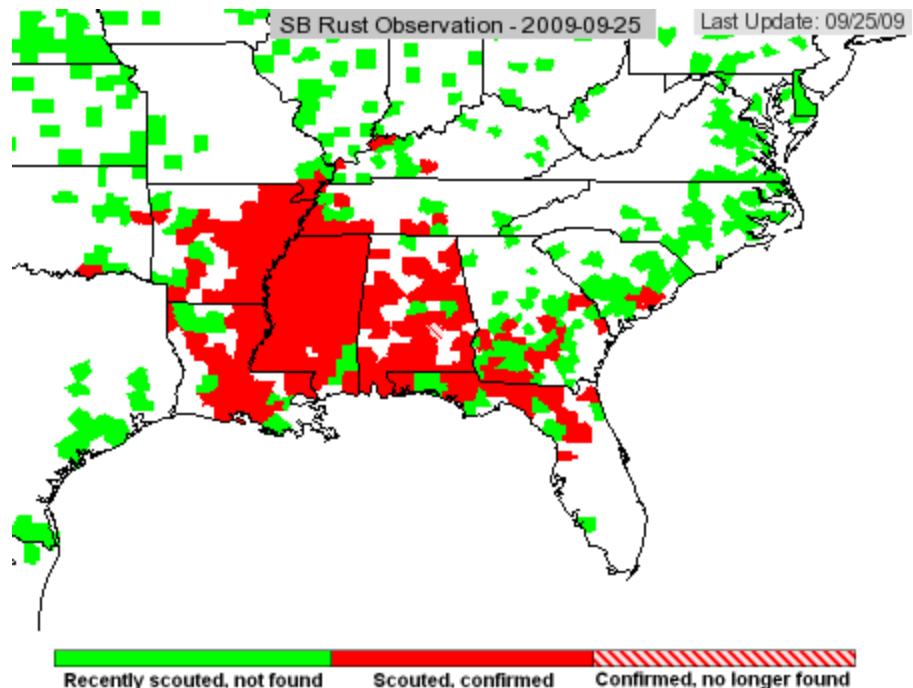 SB Rust Observation - 2009-09-25
Last Update: 09/25/09
Recently scouted, not found
Scouted, confirmed
Confirmed, no longer found